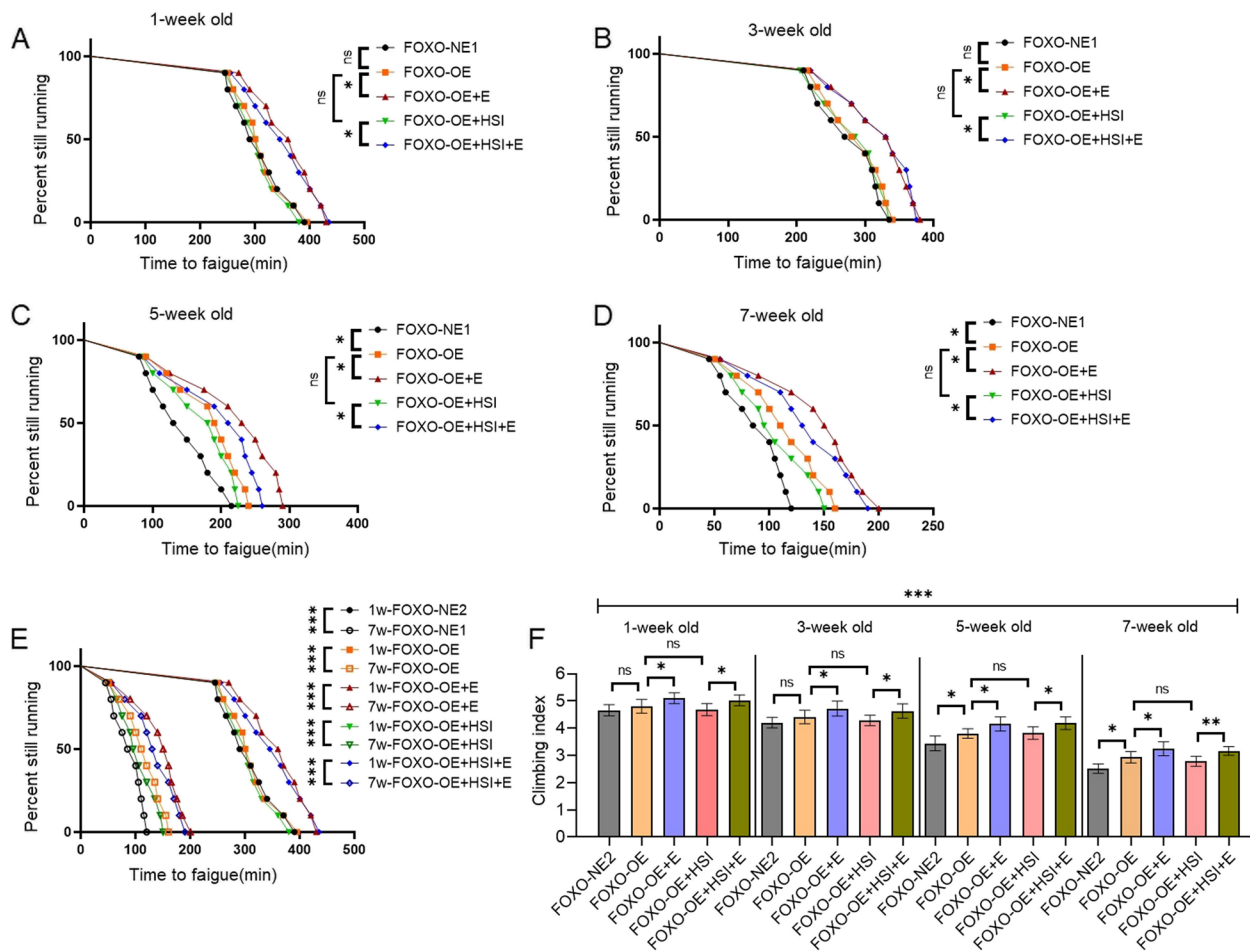 A
1-week old
Percent still running
100
50
0
0 100 200 300 400 500
Time to faigue(min)
FOXO-NE1
FOXO-OE
FOXO-OE+E
FOXO-OE+HSI
FOXO-OE+HSI+E
ns
*
ns
*
B
3-week old
Percent still running
100
50
0
0 100 200 300 400
Time to faigue(min)
FOXO-NE1
FOXO-OE
FOXO-OE+E
FOXO-OE+HSI
FOXO-OE+HSI+E
ns
*
ns
*
C
5-week old
Percent still running
100
50
0
0 100 200 300 400
Time to faigue(min)
FOXO-NE1
FOXO-OE
FOXO-OE+E
FOXO-OE+HSI
FOXO-OE+HSI+E
*
*
ns
*
D
7-week old
Percent still running
100
50
0
0 50 100 150 200 250
Time to faigue(min)
FOXO-NE1
FOXO-OE
FOXO-OE+E
FOXO-OE+HSI
FOXO-OE+HSI+E
*
*
ns
*
E
Percent still running
100
50
0
0 100 200 300 400 500
Time to faigue(min)
1w-FOXO-NE2
7w-FOXO-NE1
1w-FOXO-OE
7w-FOXO-OE
1w-FOXO-OE+E
7w-FOXO-OE+E
1w-FOXO-OE+HSI
7w-FOXO-OE+HSI
1w-FOXO-OE+HSI+E
7w-FOXO-OE+HSI+E
***
***
***
***
***
F
***
1-week old 3-week old 5-week old 7-week old
ns ns * ns * ns * *
ns * * * * * ns * * * ns **
Climbing index
6
5
4
3
2
1
0
FOXO-NE2
FOXO-OE
FOXO-OE+E
FOXO-OE+HSI
FOXO-OE+HSI+E
FOXO-NE2
FOXO-OE
FOXO-OE+E
FOXO-OE+HSI
FOXO-OE+HSI+E
FOXO-NE2
FOXO-OE
FOXO-OE+E
FOXO-OE+HSI
FOXO-OE+HSI+E
FOXO-NE2
FOXO-OE
FOXO-OE+E
FOXO-OE+HSI
FOXO-OE+HSI+E